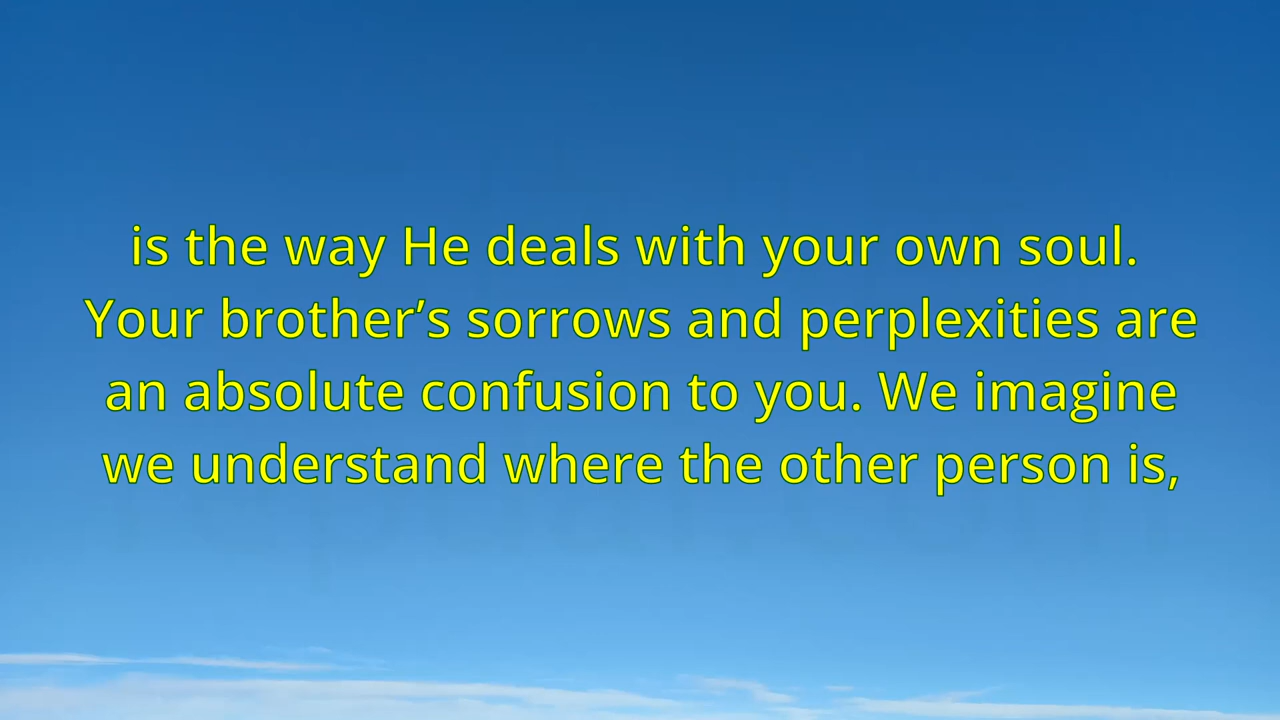 is the way He deals with your own soul.
Your brother’s sorrows and perplexities are
an absolute confusion to you. We imagine
we understand where the other person is,